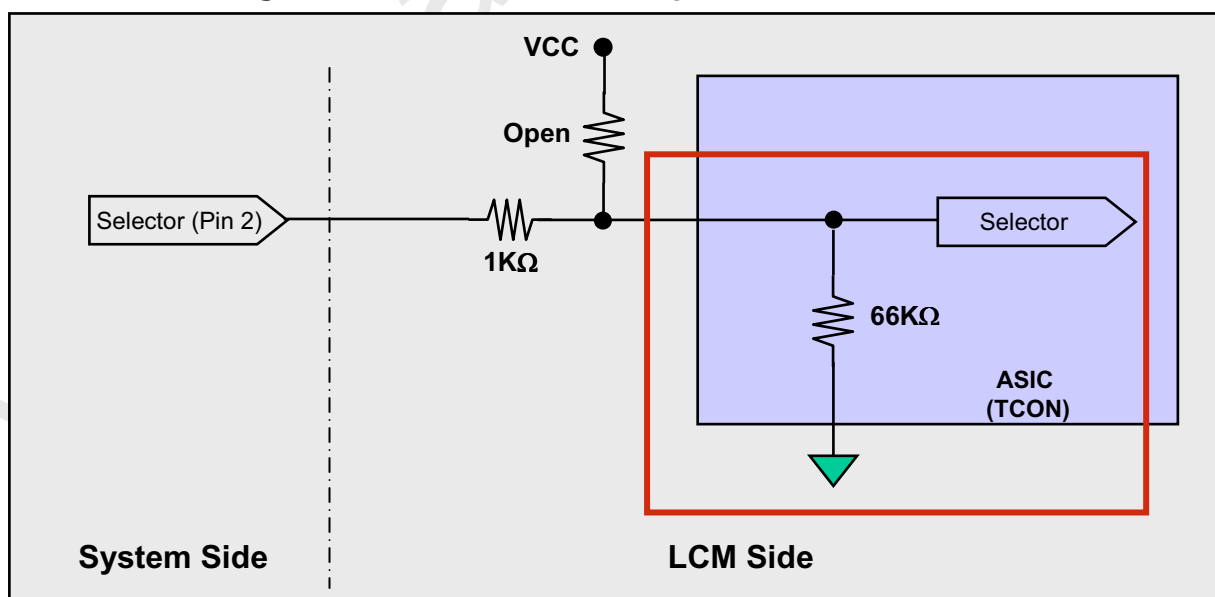 VCC
Open
Selector (Pin 2)
Selector
1KΩ
66KΩ
ASIC
(TCON)
System Side
LCM Side